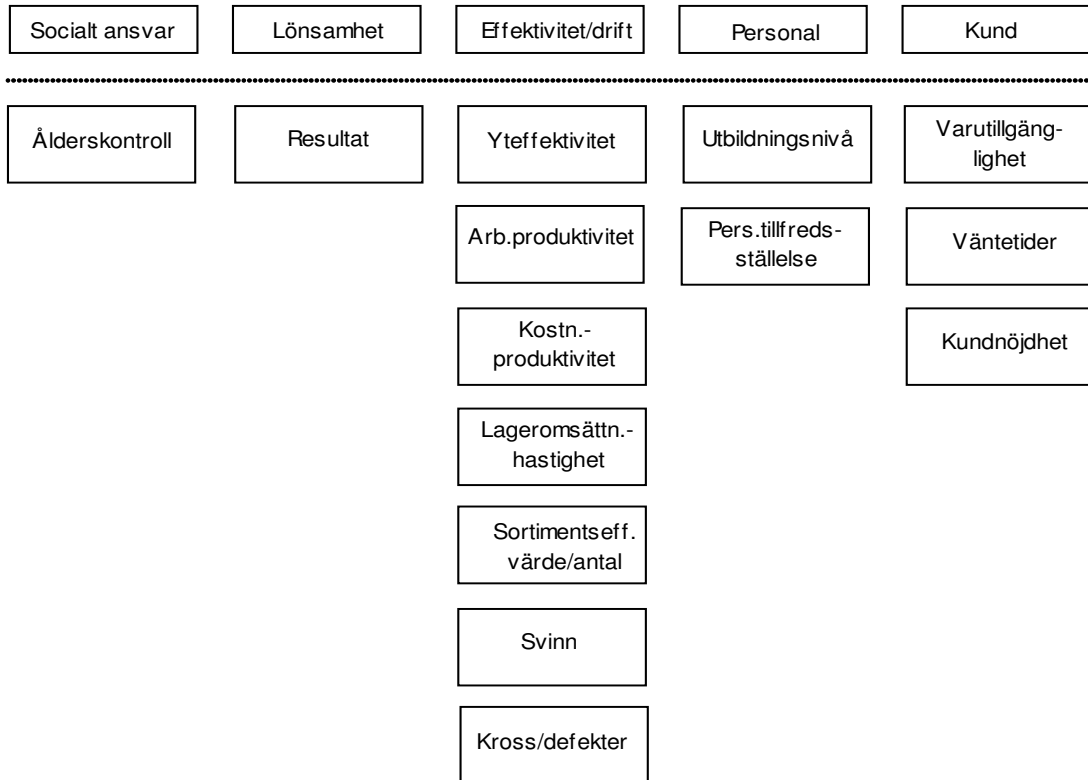 Socialt ansvar
Lönsamhet
Effektivitet/drift
Personal
Kund
Ålderskontroll
Resultat
Yteffektivitet
Utbildningsnivå
Varutillgäng-
lighet
Arb.produktivitet
Pers.tillfreds-
ställelse
Väntetider
Kostn.-
produktivitet
Kundnöjdhet
Lageromsättn.-
hastighet
Sortimentseff.
värde/antal
Svinn
Kross/defekter